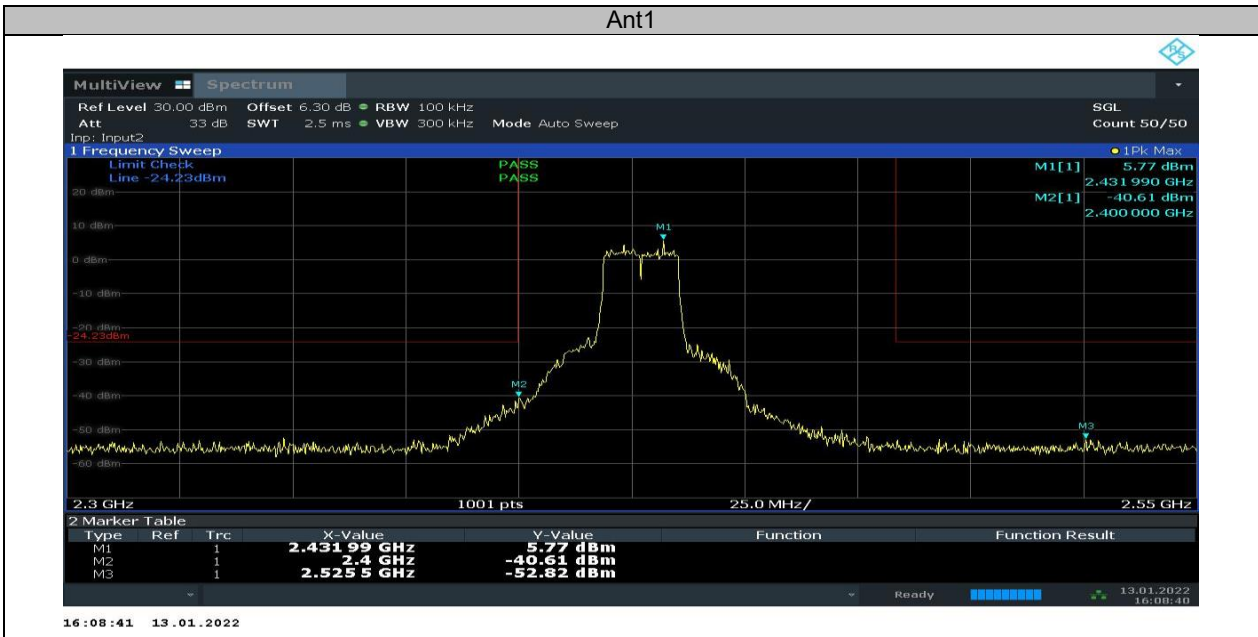 Ant1
R&S
MultiView Spectrum
Ref Level 30.00 dBm Offset 6.30 dB RBW 100 kHz SGL
Att 33 dB SWT 2.5 ms VBW 300 kHz Mode Auto Sweep Count 50/50
Inp: Input2
1 Frequency Sweep 1Pk Max
Limit Check PASS M1[1] 5.77 dBm
Line -24.23dBm PASS 2.431 990 GHz
20 dBm M2[1] -40.61 dBm
2.400 000 GHz
10 dBm M1
0 dBm
-10 dBm
-20 dBm
-24.23dBm
-30 dBm
M2
-40 dBm
-50 dBm M3
-60 dBm
2.3 GHz 1001 pts 25.0 MHz/ 2.55 GHz
2 Marker Table
Type Ref Trc X-Value Y-Value Function Function Result
M1 1 2.431 99 GHz 5.77 dBm
M2 1 2.4 GHz -40.61 dBm
M3 1 2.525 5 GHz -52.82 dBm
Ready 13.01.2022
16:08:40
16:08:41 13.01.2022